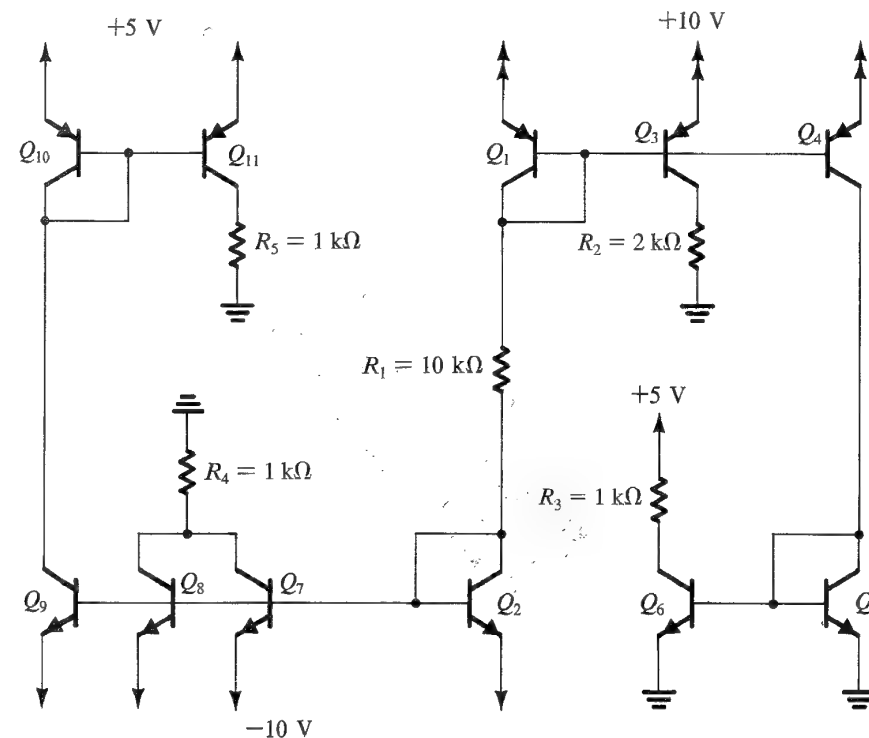 +5 V
+10 V
Q10
Q11
Q1
Q3
Q4
R5 = 1 kΩ
R2 = 2 kΩ
R1 = 10 kΩ
+5 V
R4 = 1 kΩ
R3 = 1 kΩ
Q9
Q8
Q7
Q2
Q6
Q
−10 V